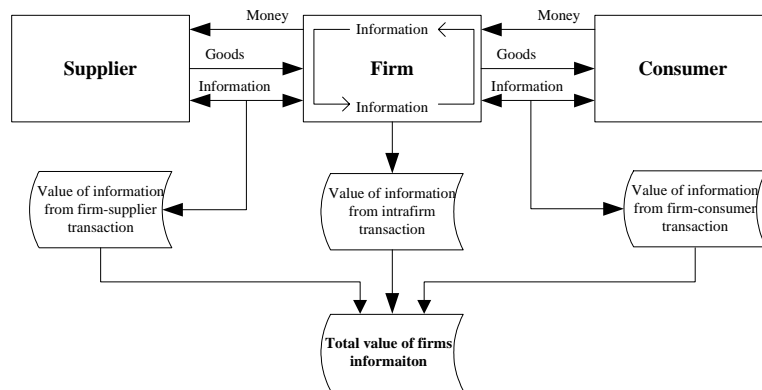 Money
Money
Information
Goods
Goods
Supplier
Firm
Consumer
Information
Information
Information
Value of information
from firm-supplier
transaction
Value of information
from intrafirm
transaction
Value of information
from firm-consumer
transaction
Total value of firms
informaiton